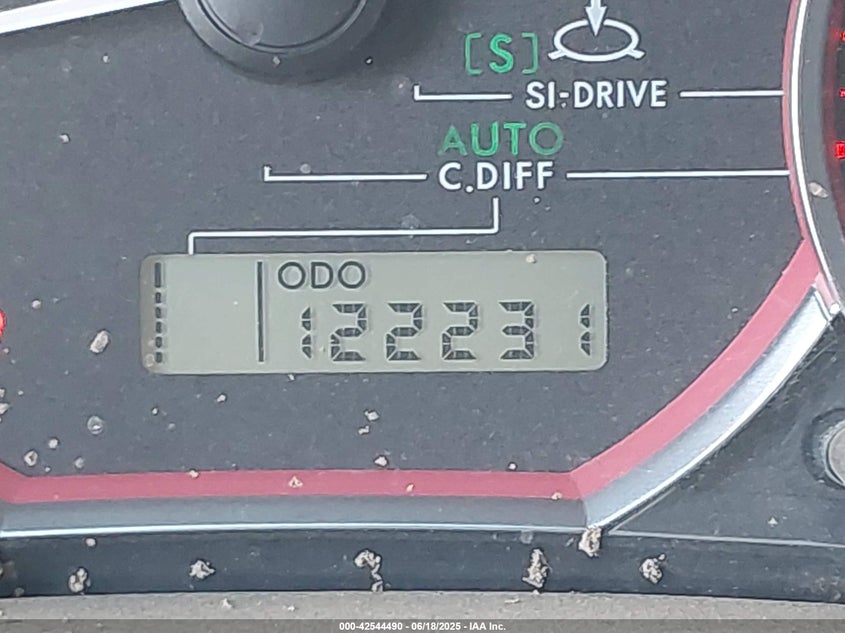 [S]
SI-DRIVE
AUTO
C.DIFF
ODO
122231
000-42544490 - 06/18/2025 - IAA Inc.